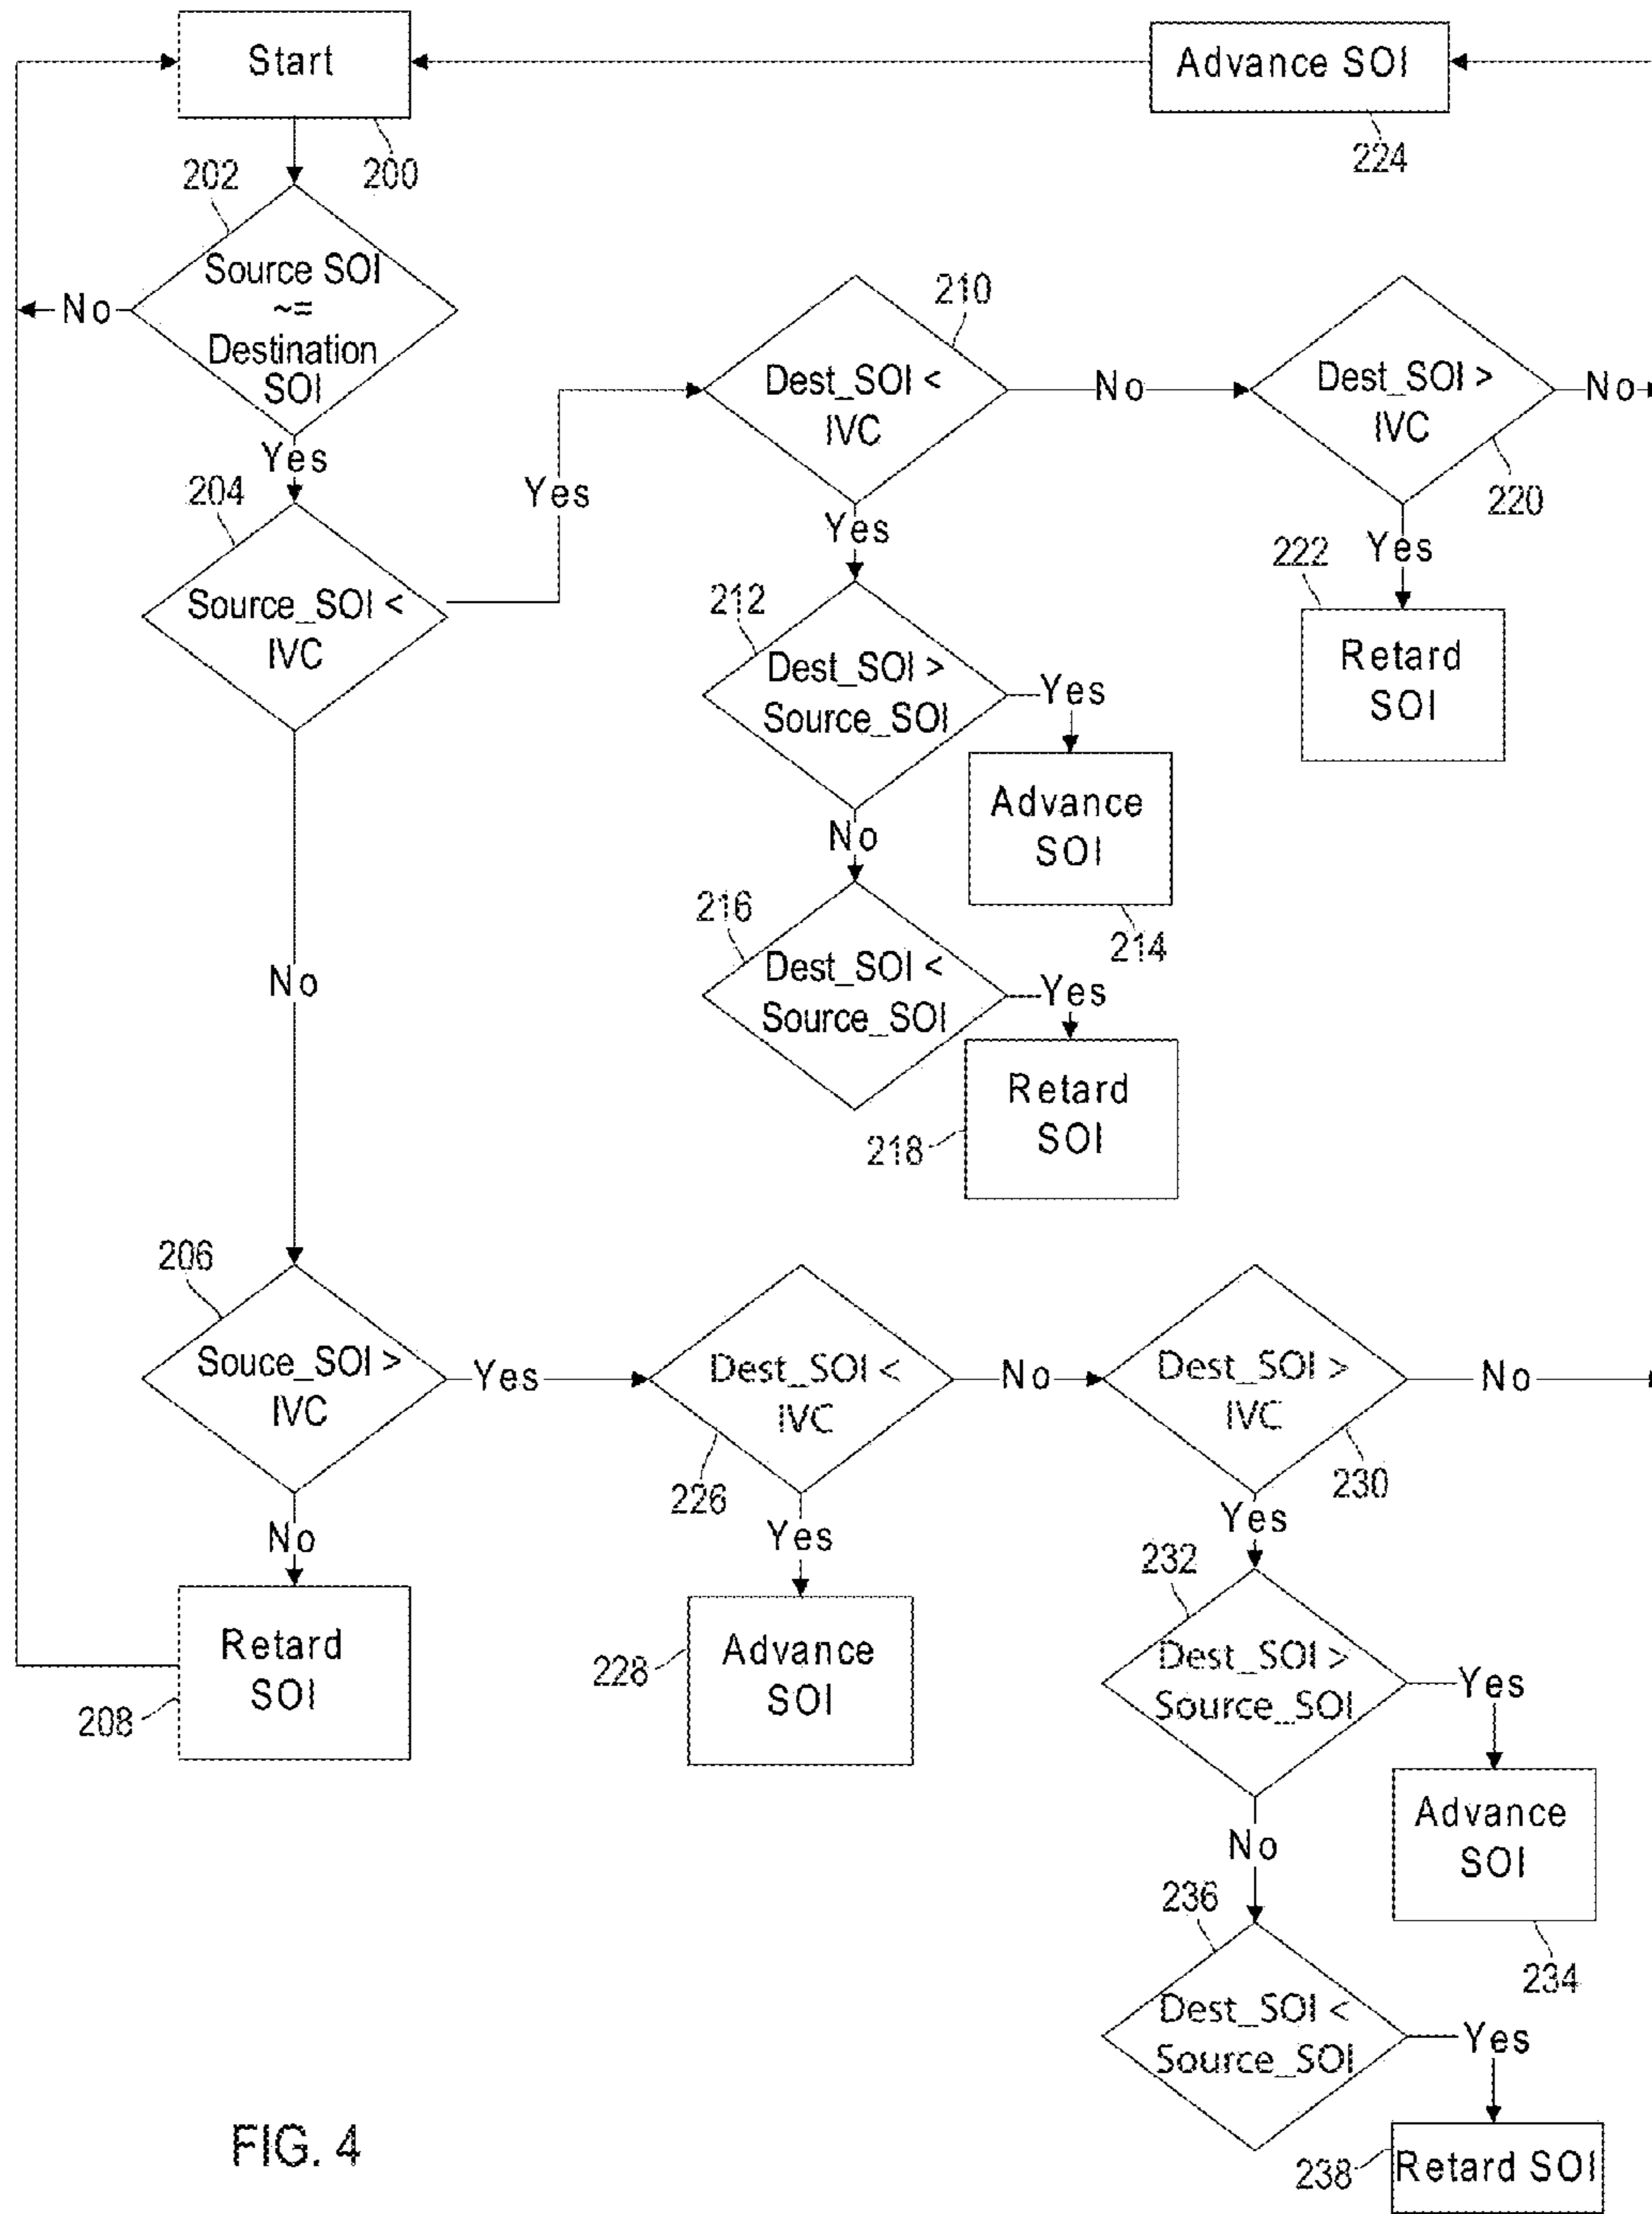 Start
200
Advance SOI
224
202
Source SOI
~=
Destination
SOI
No
Yes
204
Source_SOI <
IVC
Yes
No
210
Dest_SOI <
IVC
No
Yes
Dest_SOI >
IVC
No
220
Yes
222
Retard
SOI
212
Dest_SOI >
Source_SOI
Yes
Advance
SOI
214
No
216
Dest_SOI <
Source_SOI
Yes
Retard
SOI
218
206
Souce_SOI >
IVC
Yes
No
Retard
SOI
208
Dest_SOI <
IVC
226
No
Yes
228
Advance
SOI
Dest_SOI >
IVC
230
No
Yes
232
Dest_SOI >
Source_SOI
Yes
Advance
SOI
234
No
236
Dest_SOI <
Source_SOI
Yes
238
Retard SOI
FIG. 4